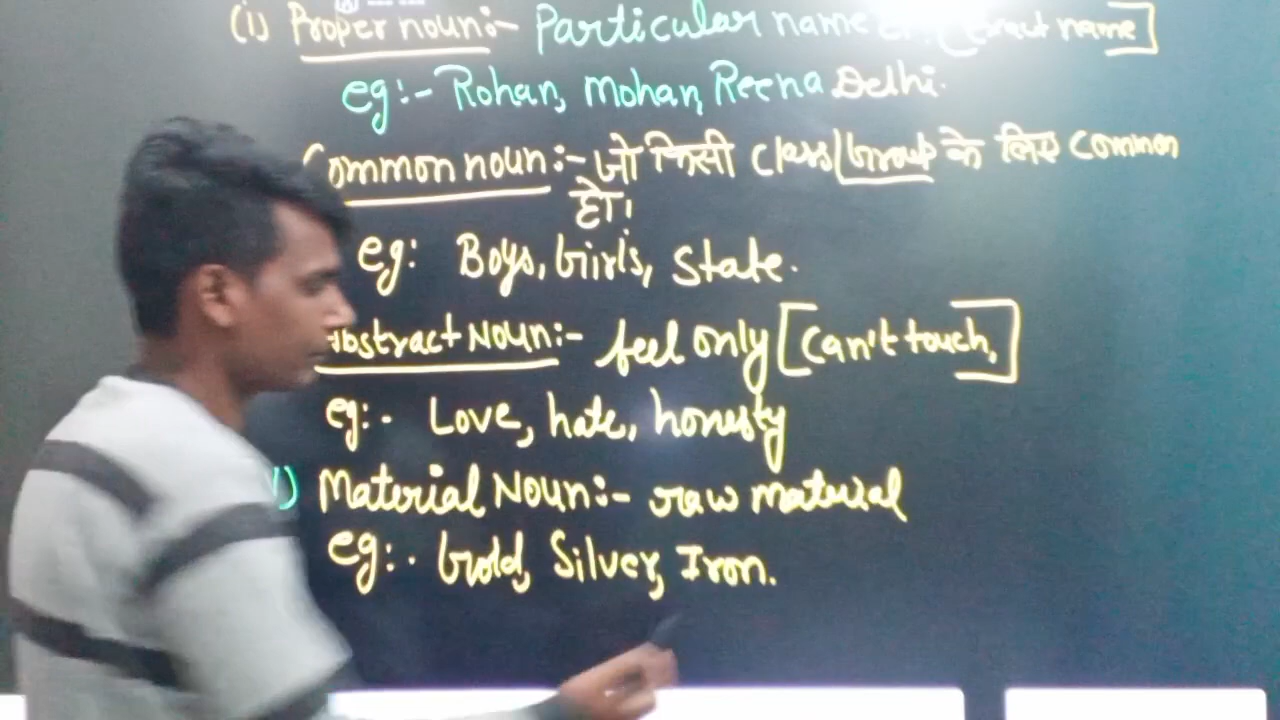 (i) Proper noun:- Particular name [exact name]
eg:- Rohan, Mohan, Reena Delhi.
Common noun:- जो किसी class/Group के लिए common
हो।
eg: Boys, Girls, State.
Abstract Noun:- feel only [can't touch,]
eg:- Love, hate, honesty
) Material Noun:- raw material
eg:- Gold, Silver, Iron.